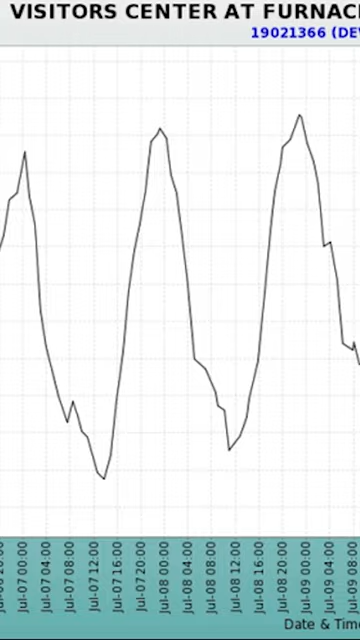 VISITORS CENTER AT FURNAC
19021366 (DEV
Jul-07 00:00
Jul-07 04:00
Jul-07 08:00
Jul-07 12:00
Jul-07 16:00
Jul-07 20:00
Jul-08 00:00
Jul-08 04:00
Jul-08 08:00
Jul-08 12:00
Jul-08 16:00
Jul-08 20:00
Jul-09 00:00
Jul-09 04:00
Jul-09 08:00
Date & Time